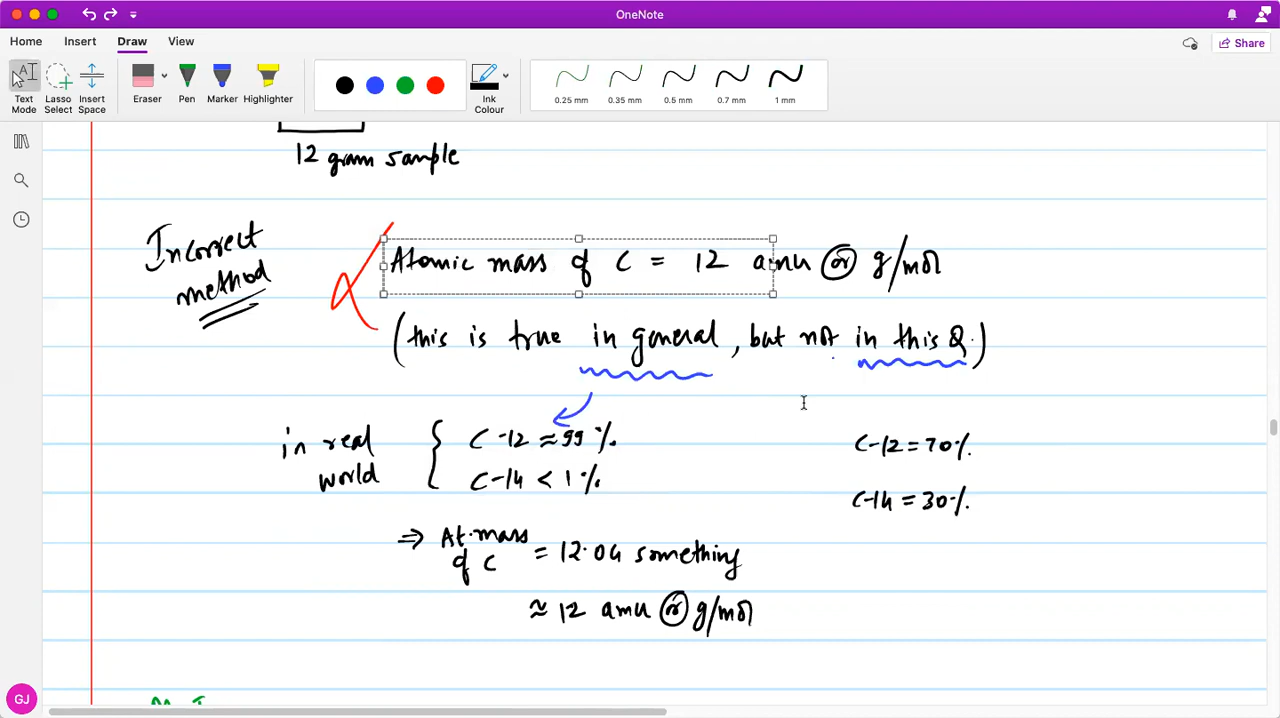 OneNote
Home Insert Draw View
Share
Text Mode
Lasso Select
Insert Space
Eraser
Pen
Marker
Highlighter
Ink Colour
0.25 mm 0.35 mm 0.5 mm 0.7 mm 1 mm
12 gram sample
Incorrect method
Atomic mass of C = 12 amu or g/mol
(this is true in general, but not in this Q.)
in real world
C-12 ≈ 99 %.
C-14 < 1 %.
C-12 = 70%.
C-14 = 30%.
⇒ At. mass of C = 12.04 something
≈ 12 amu or g/mol
GJ